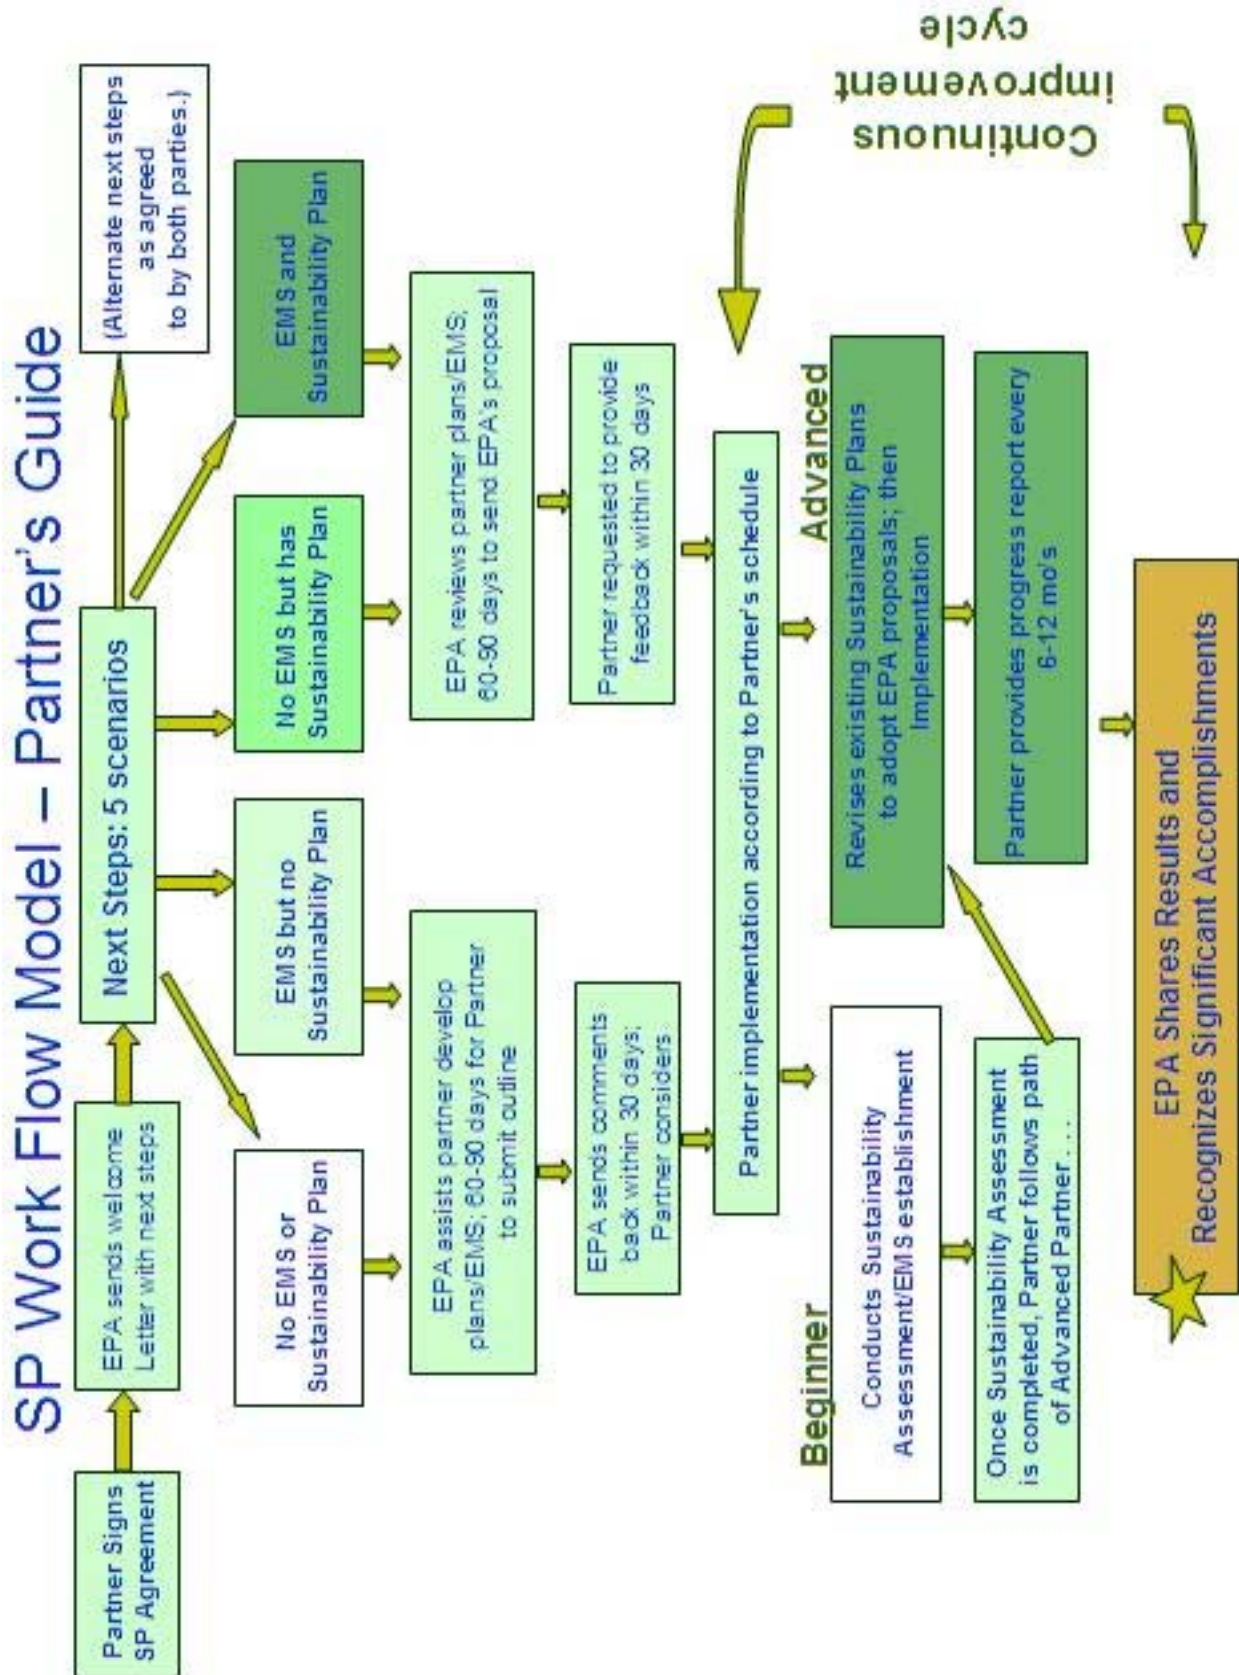 SP Work Flow Model – Partner's Guide
Partner Signs
SP Agreement
EPA sends welcome
Letter with next steps
Next Steps: 5 scenarios
(Alternate next steps
as agreed
to by both parties.)
No EMS or
Sustainability Plan
EMS but no
Sustainability Plan
No EMS but has
Sustainability Plan
EMS and
Sustainability Plan
EPA assists partner develop
plans/EMS; 60-90 days for Partner
to submit outline
EPA reviews partner plans/EMS;
60-90 days to send EPA's proposal
EPA sends comments
back within 30 days;
Partner considers
Partner requested to provide
feedback within 30 days
Partner implementation according to Partner's schedule
Beginner
Advanced
Conducts Sustainability
Assessment/EMS establishment
Revises existing Sustainability Plans
to adopt EPA proposals; then
Implementation
Once Sustainability Assessment
is completed, Partner follows path
of Advanced Partner....
Partner provides progress report every
6-12 mo's
Continuous
improvement
cycle
EPA Shares Results and
Recognizes Significant Accomplishments